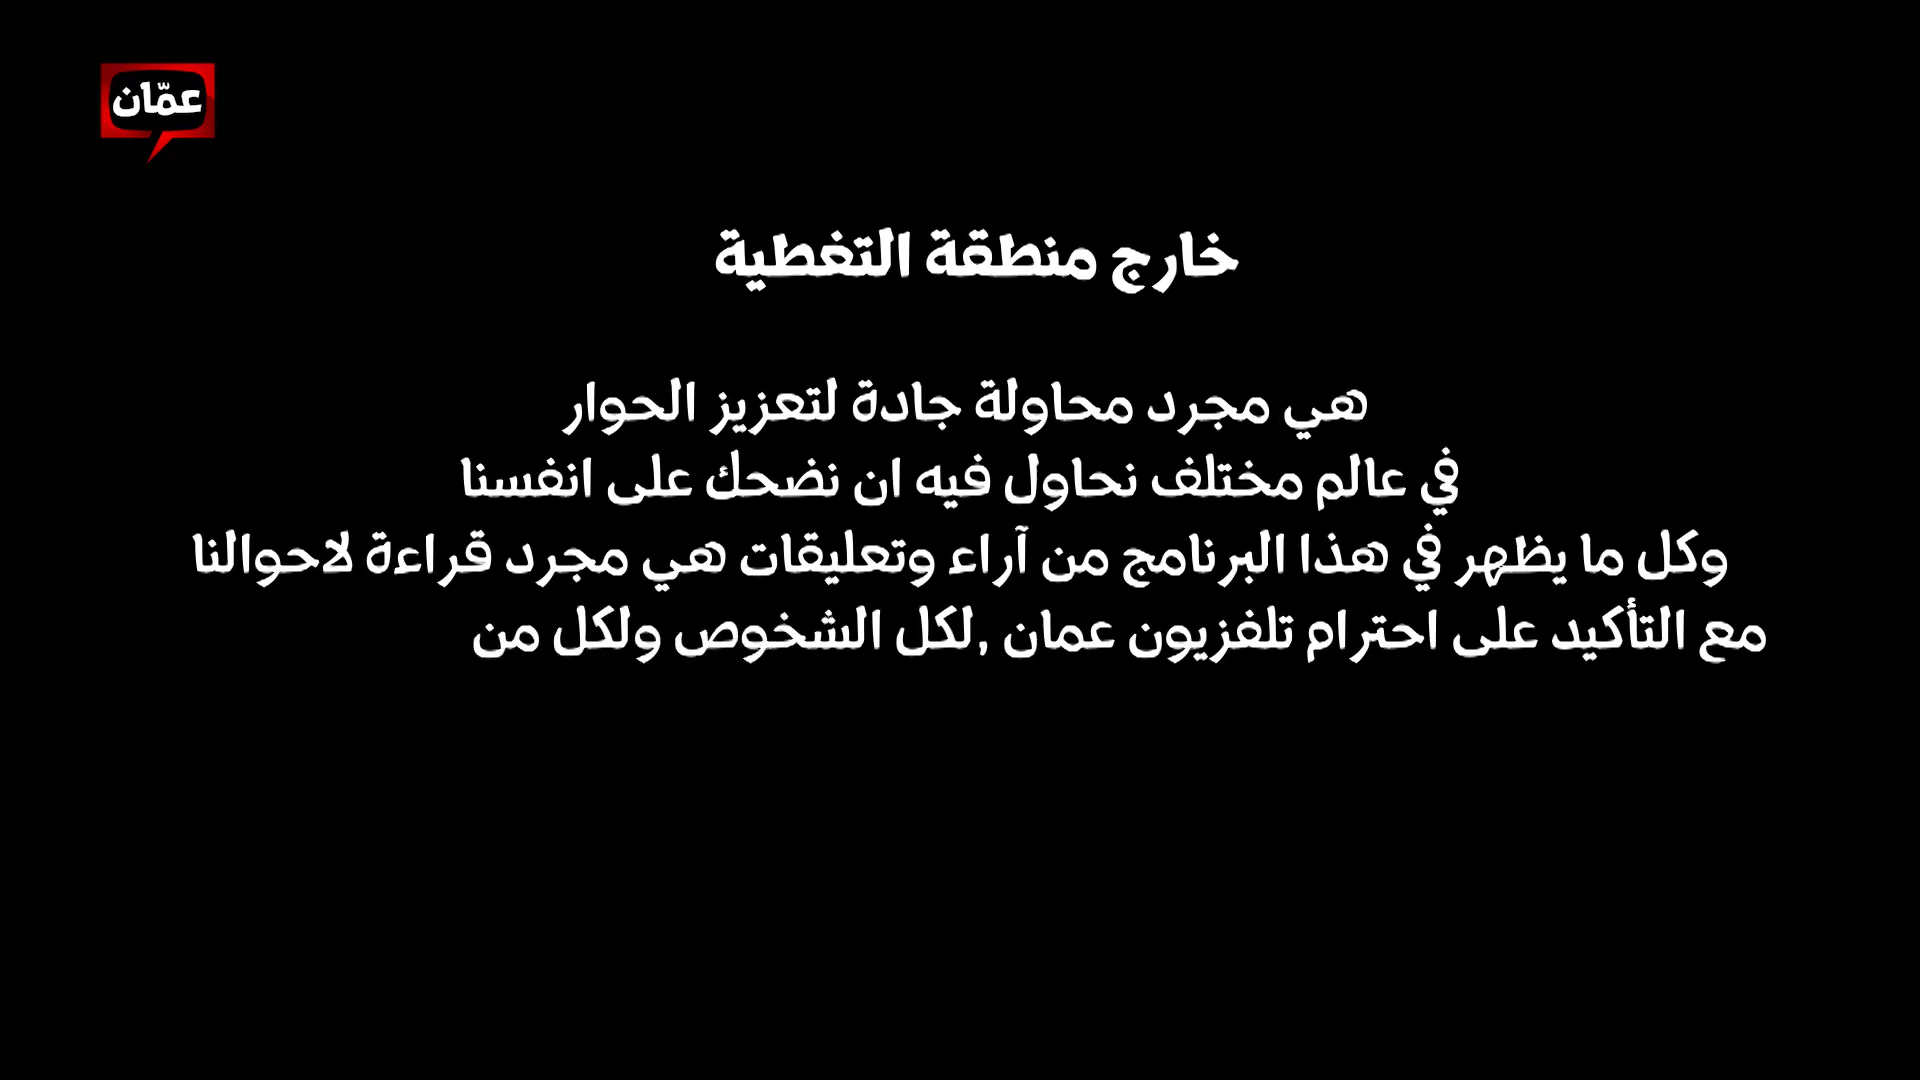 عمّان
خارج منطقة التغطية
هي مجرد محاولة جادة لتعزيز الحوار
في عالم مختلف نحاول فيه ان نضحك على انفسنا
وكل ما يظهر في هذا البرنامج من آراء وتعليقات هي مجرد قراءة لاحوالنا
مع التأكيد على احترام تلفزيون عمان ,لكل الشخوص ولكل من